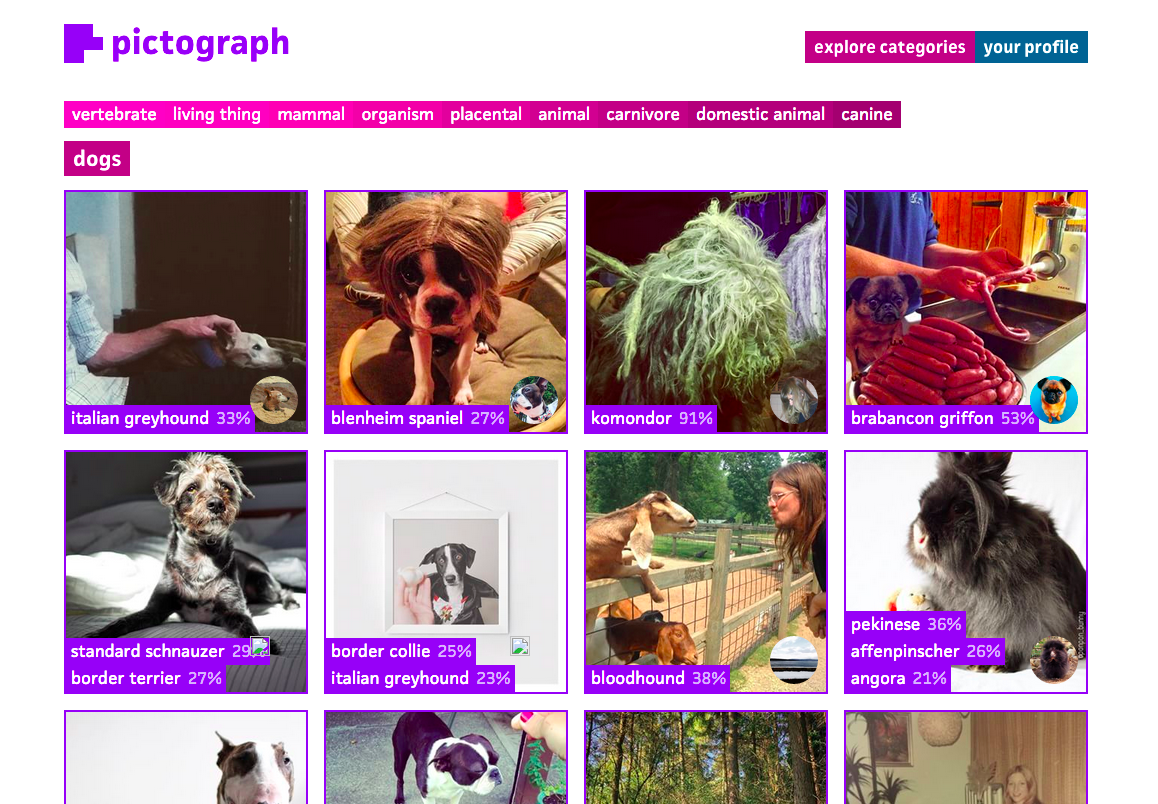 pictograph
explore categories your profile
vertebrate living thing mammal organism placental animal carnivore domestic animal canine
dogs
italian greyhound 33%
blenheim spaniel 27%
komondor 91%
brabancon griffon 53%
standard schnauzer
border terrier 27%
border collie 25%
italian greyhound 23%
bloodhound 38%
pekinese 36%
affenpinscher 26%
angora 21%